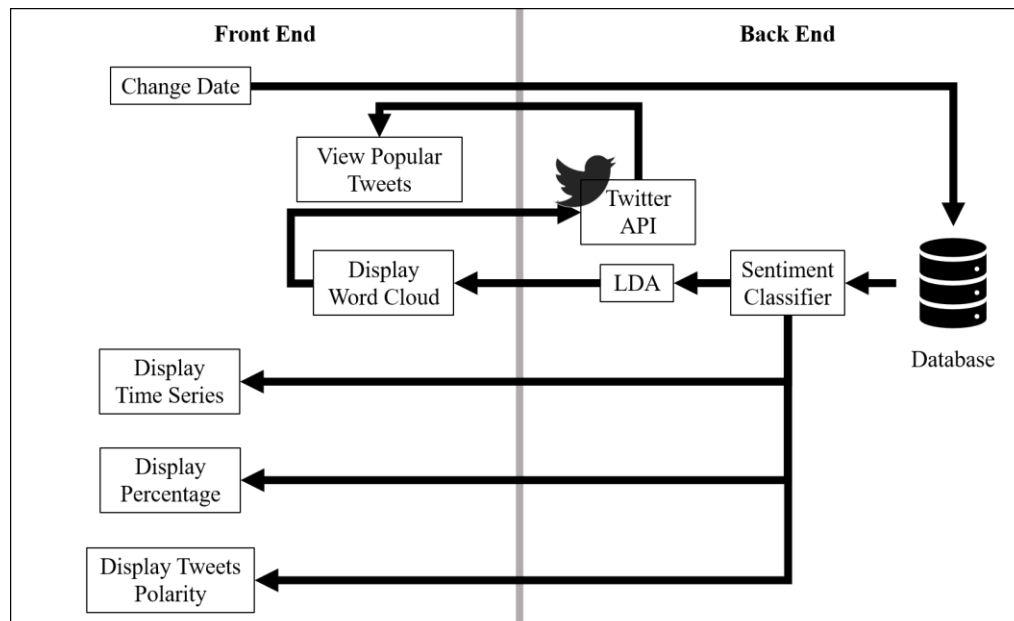 Front End
Back End
Change Date
View Popular
Tweets
Twitter
API
Display
Word Cloud
LDA
Sentiment
Classifier
Database
Display
Time Series
Display
Percentage
Display Tweets
Polarity